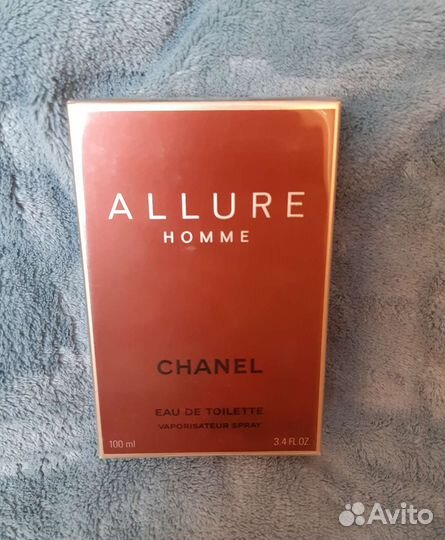 ALLURE
HOMME
CHANEL
EAU DE TOILETTE
VAPORISATEUR SPRAY
100 ml 3.4 FL.OZ
Avito